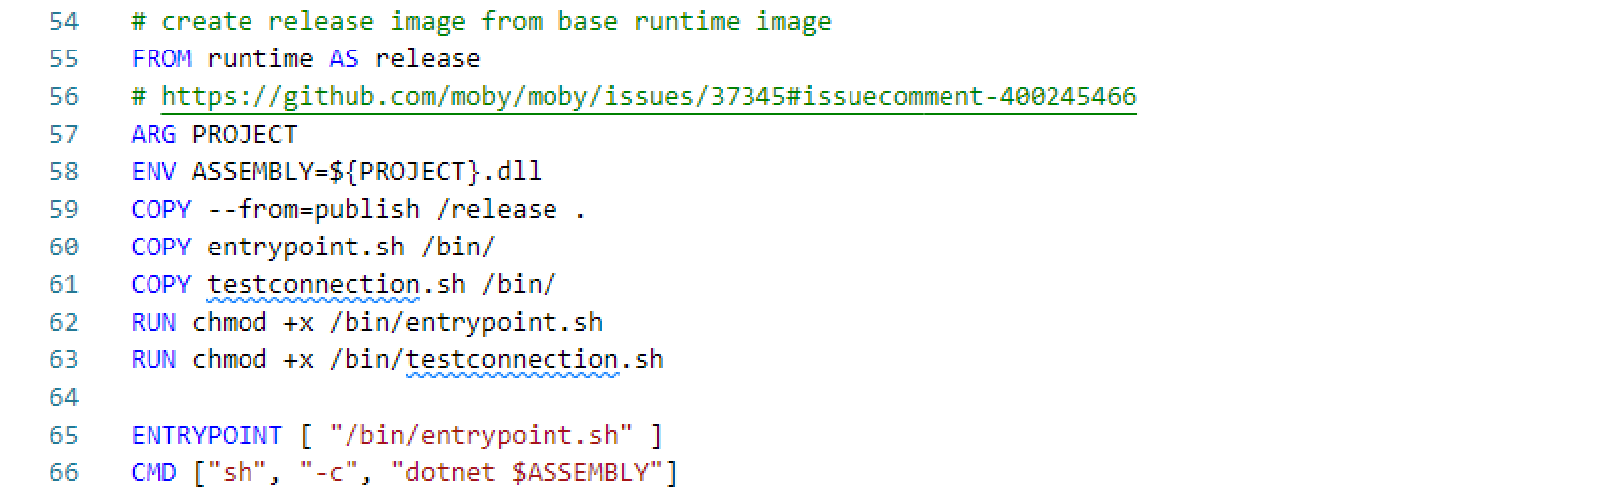 54 # create release image from base runtime image
55 FROM runtime AS release
56 # https://github.com/moby/moby/issues/37345#issuecomment-400245466
57 ARG PROJECT
58 ENV ASSEMBLY=${PROJECT}.dll
59 COPY --from=publish /release .
60 COPY entrypoint.sh /bin/
61 COPY testconnection.sh /bin/
62 RUN chmod +x /bin/entrypoint.sh
63 RUN chmod +x /bin/testconnection.sh
64
65 ENTRYPOINT [ "/bin/entrypoint.sh" ]
66 CMD ["sh", "-c", "dotnet $ASSEMBLY"]